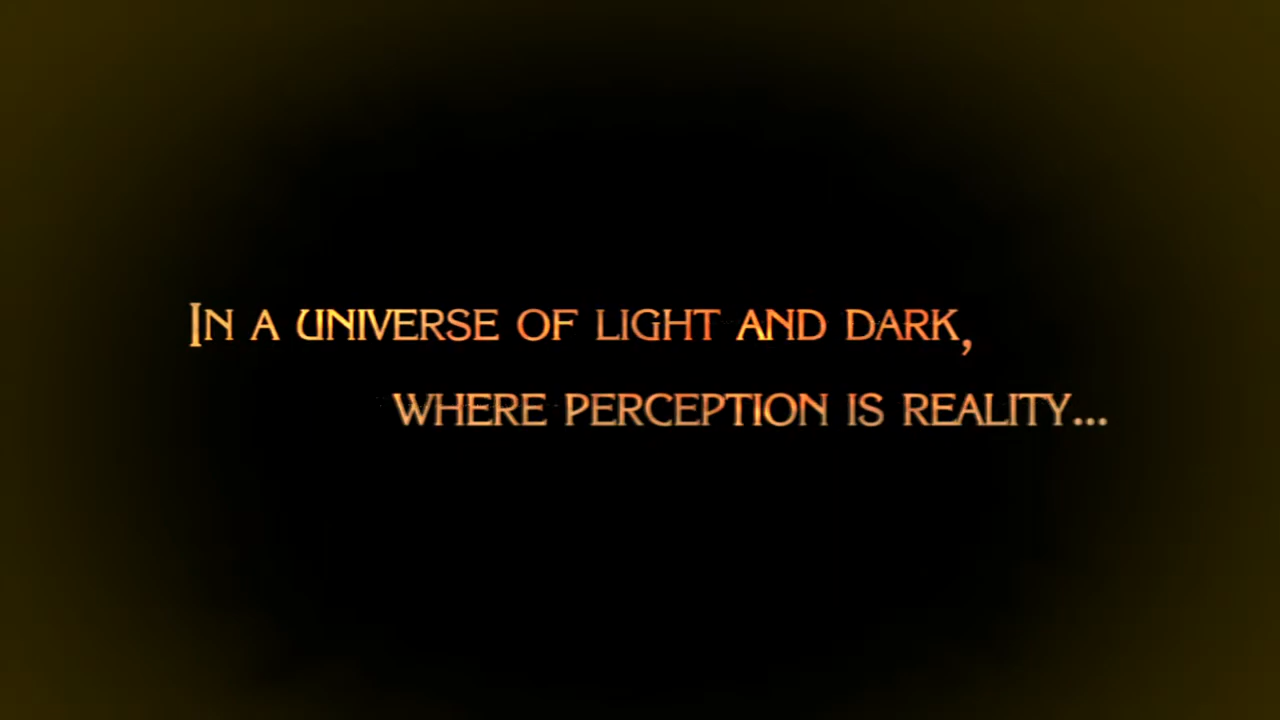 In a universe of light and dark,
where perception is reality...